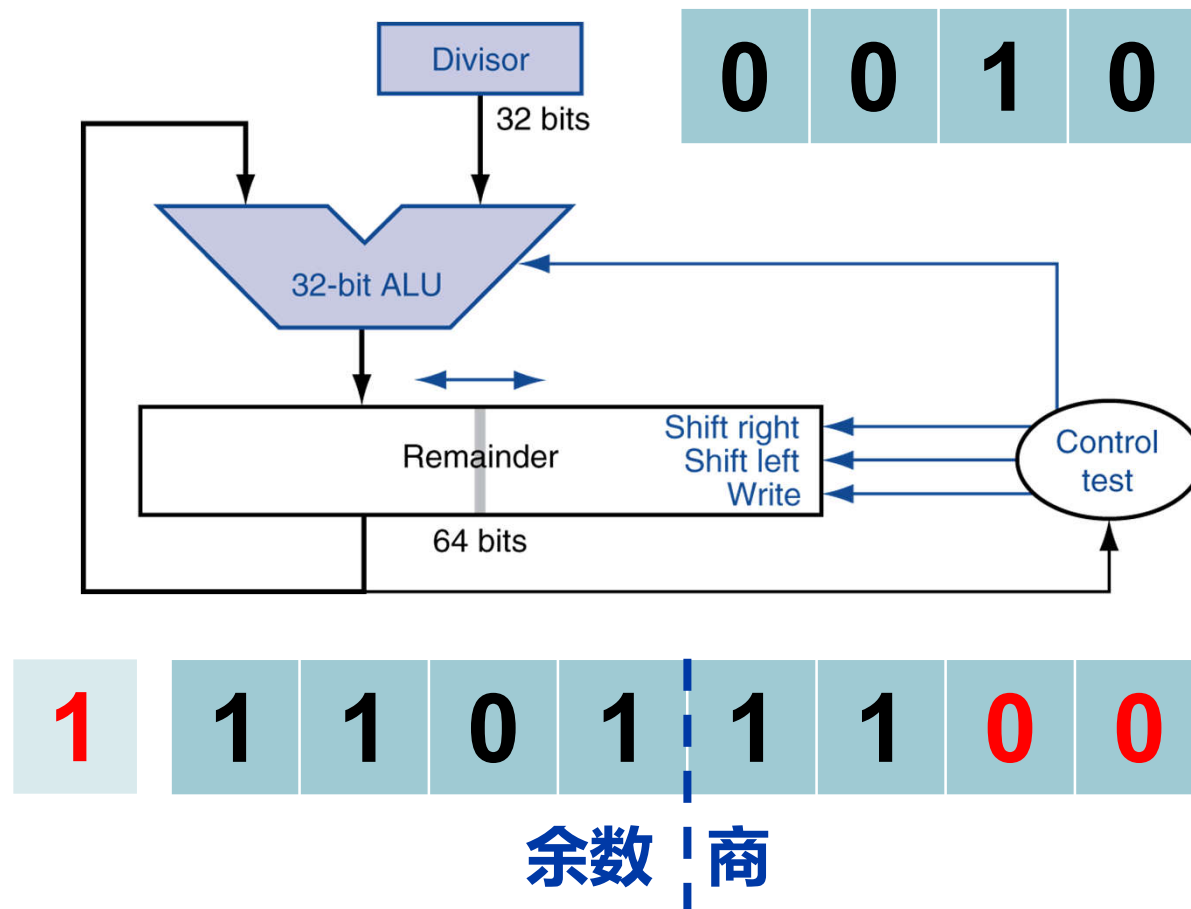 Divisor
0 0 1 0
32 bits
32-bit ALU
Remainder
Shift right
Shift left
Write
Control
test
64 bits
1 1 1 0 1 1 1 0 0
余数 商